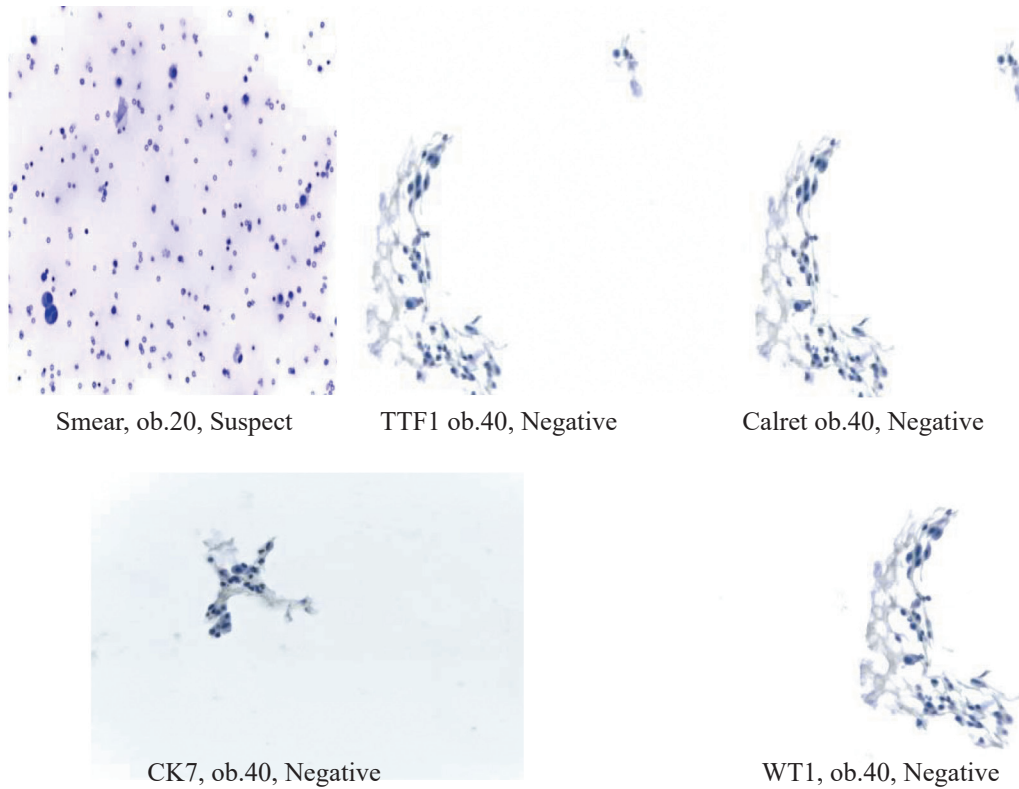 Smear, ob.20, Suspect
TTF1 ob.40, Negative
Calret ob.40, Negative
CK7, ob.40, Negative
WT1, ob.40, Negative